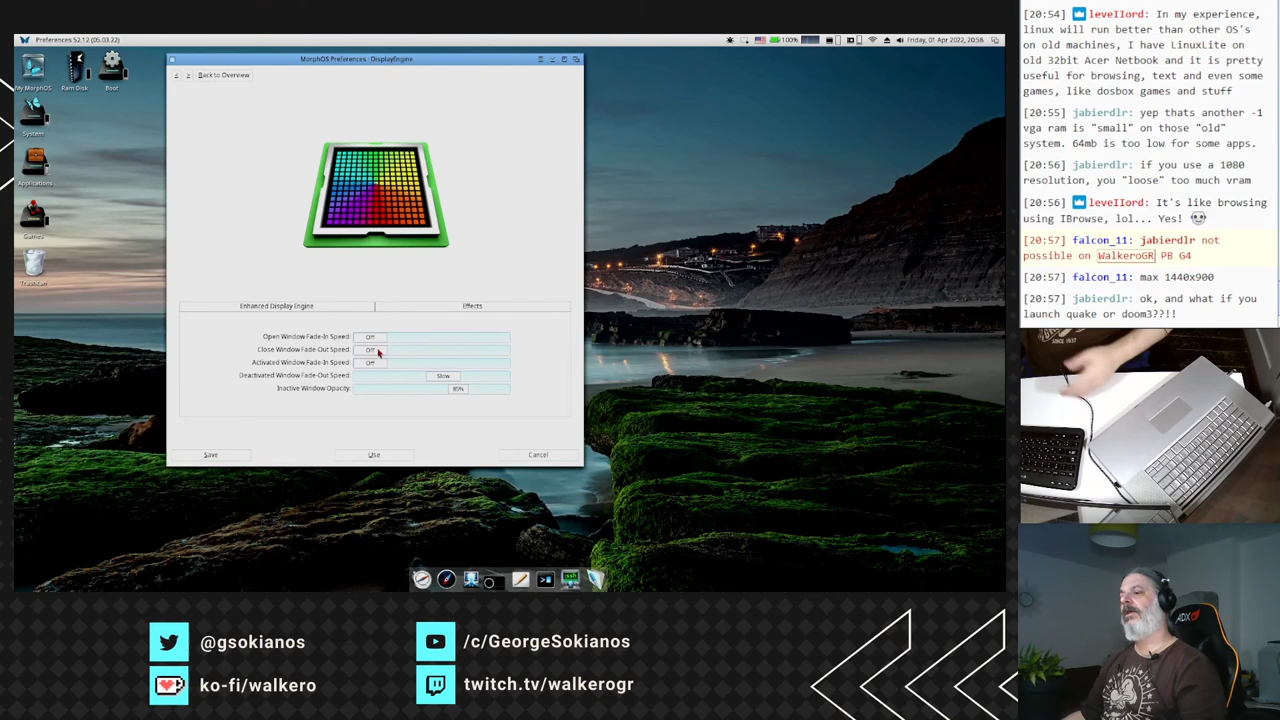 Preferences 52.12 (05.03.22)
100%
Friday, 01 Apr 2022, 20:58
My MorphOS
Ram Disk
Boot
System
Applications
Games
Trashcan
MorphOS Preferences · DisplayEngine
< > Back to Overview
Enhanced Display Engine
Effects
Open Window Fade-In Speed: Off
Close Window Fade-Out Speed: Off
Activated Window Fade-In Speed: Off
Deactivated Window Fade-Out Speed: Slow
Inactive Window Opacity: 85%
Save
Use
Cancel
ssh
[20:54] leveIIord: In my experience,
linux will run better than other OS's
on old machines, I have LinuxLite on
old 32bit Acer Netbook and it is pretty
useful for browsing, text and even some
games, like dosbox games and stuff
[20:55] jabierdlr: yep thats another -1
vga ram is "small" on those "old"
system. 64mb is too low for some apps.
[20:56] jabierdlr: if you use a 1080
resolution, you "loose" too much vram
[20:56] leveIIord: It's like browsing
using IBrowse, lol... Yes!
[20:57] falcon_11: jabierdlr not
possible on WalkeroGR PB G4
[20:57] falcon_11: max 1440x900
[20:57] jabierdlr: ok, and what if you
launch quake or doom3??!!
ADX
@gsokianos
/c/GeorgeSokianos
ko-fi/walkero
twitch.tv/walkerogr